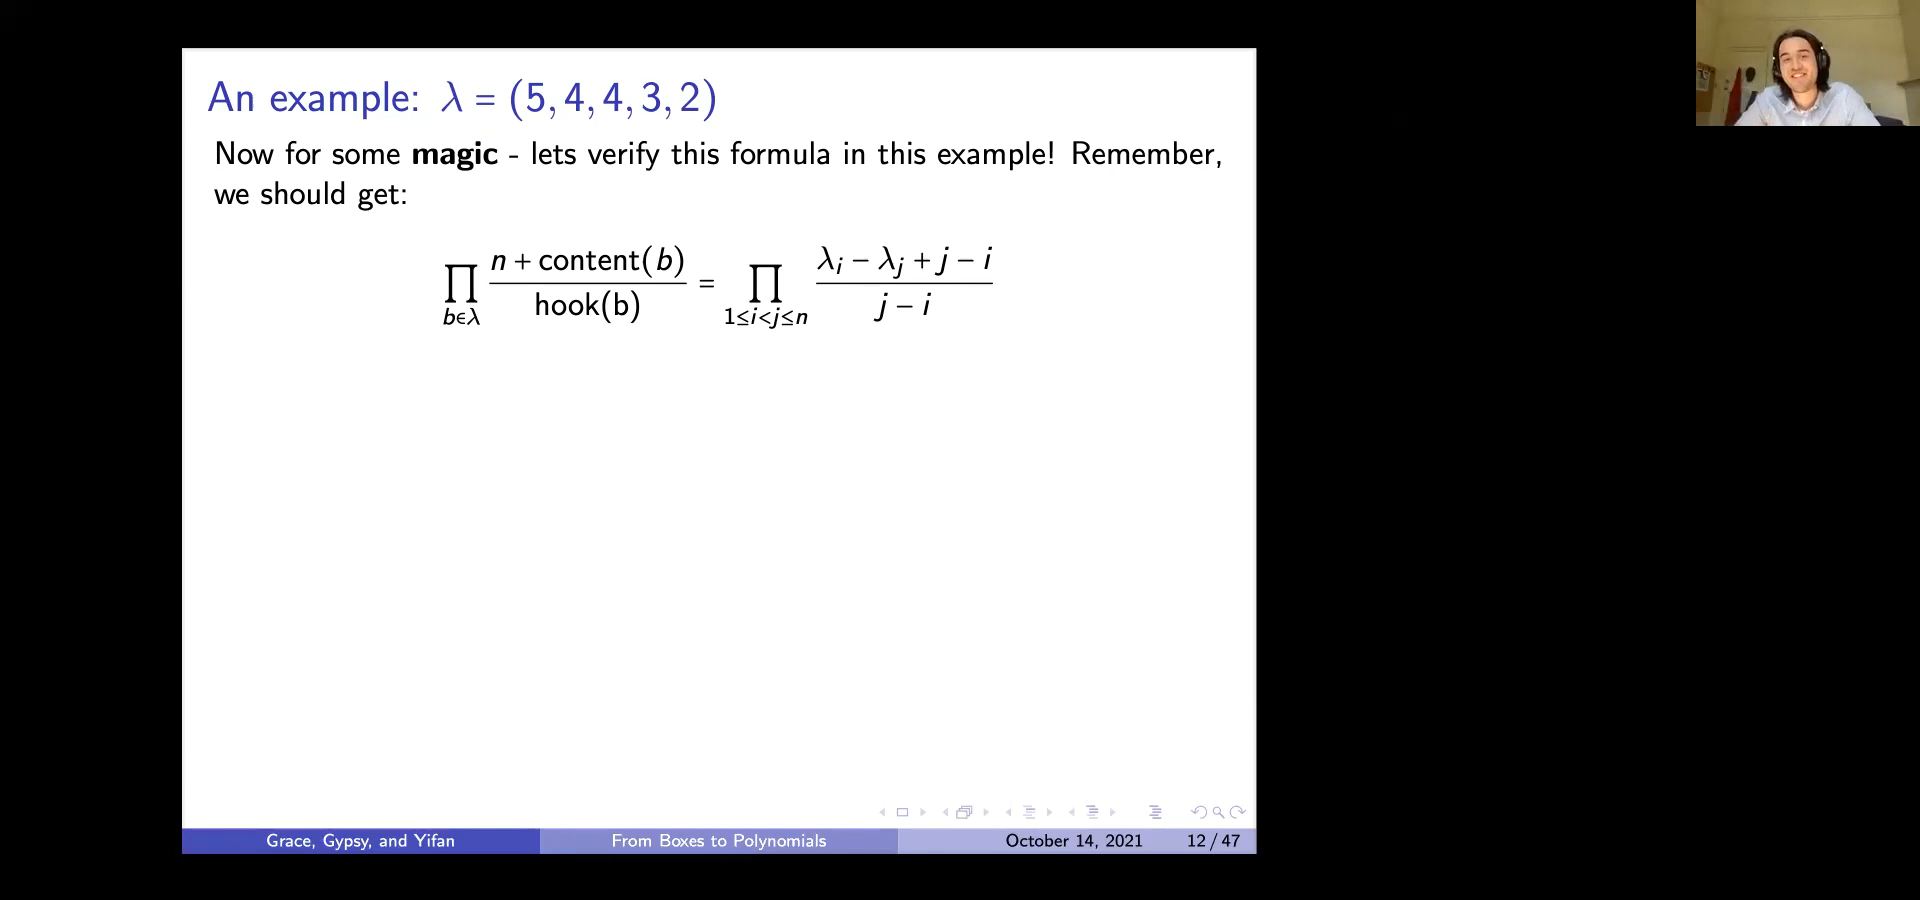 An example: λ = (5, 4, 4, 3, 2)
Now for some magic - lets verify this formula in this example! Remember,
we should get:
∏_{b∈λ} (n + content(b)) / hook(b) = ∏_{1≤i<j≤n} (λ_i − λ_j + j − i) / (j − i)
Grace, Gypsy, and Yifan From Boxes to Polynomials October 14, 2021 12 / 47